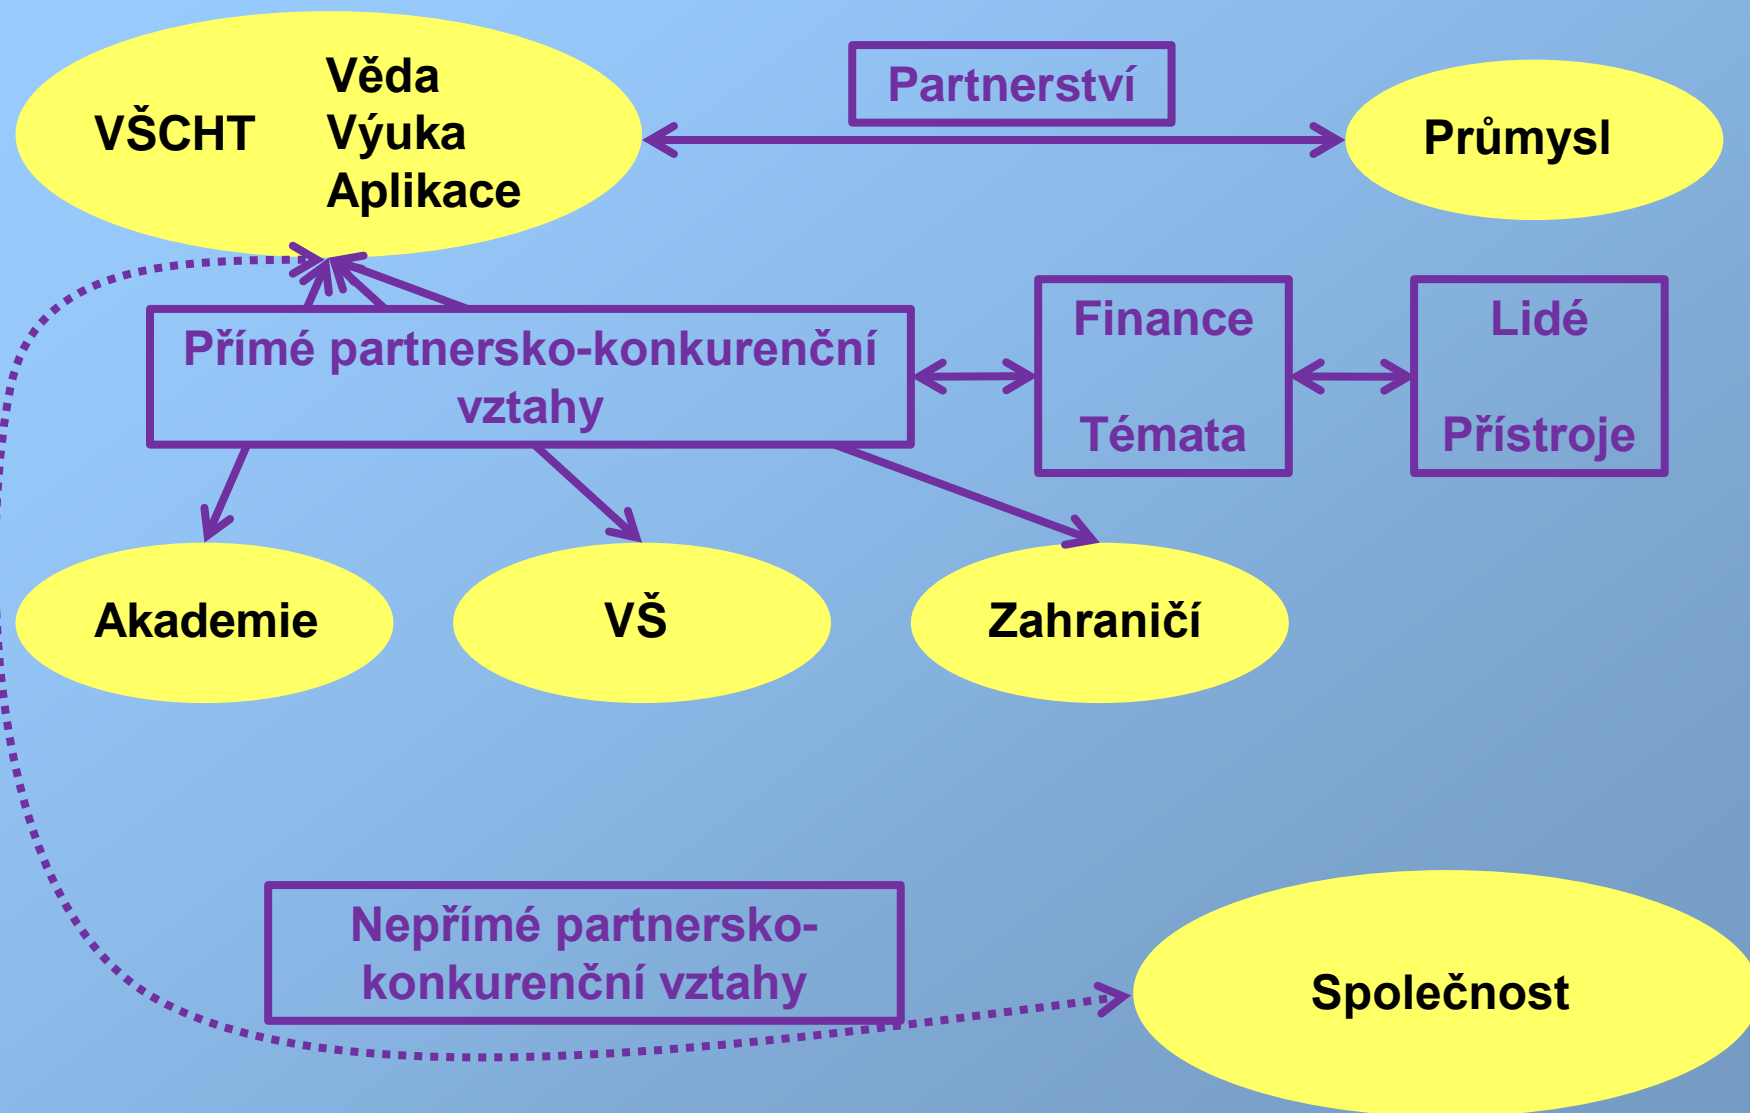 Věda
VŠCHT Výuka
Aplikace
Partnerství
Průmysl
Přímé partnersko-konkurenční
vztahy
Finance
Témata
Lidé
Přístroje
Akademie
VŠ
Zahraničí
Nepřímé partnersko-
konkurenční vztahy
Společnost